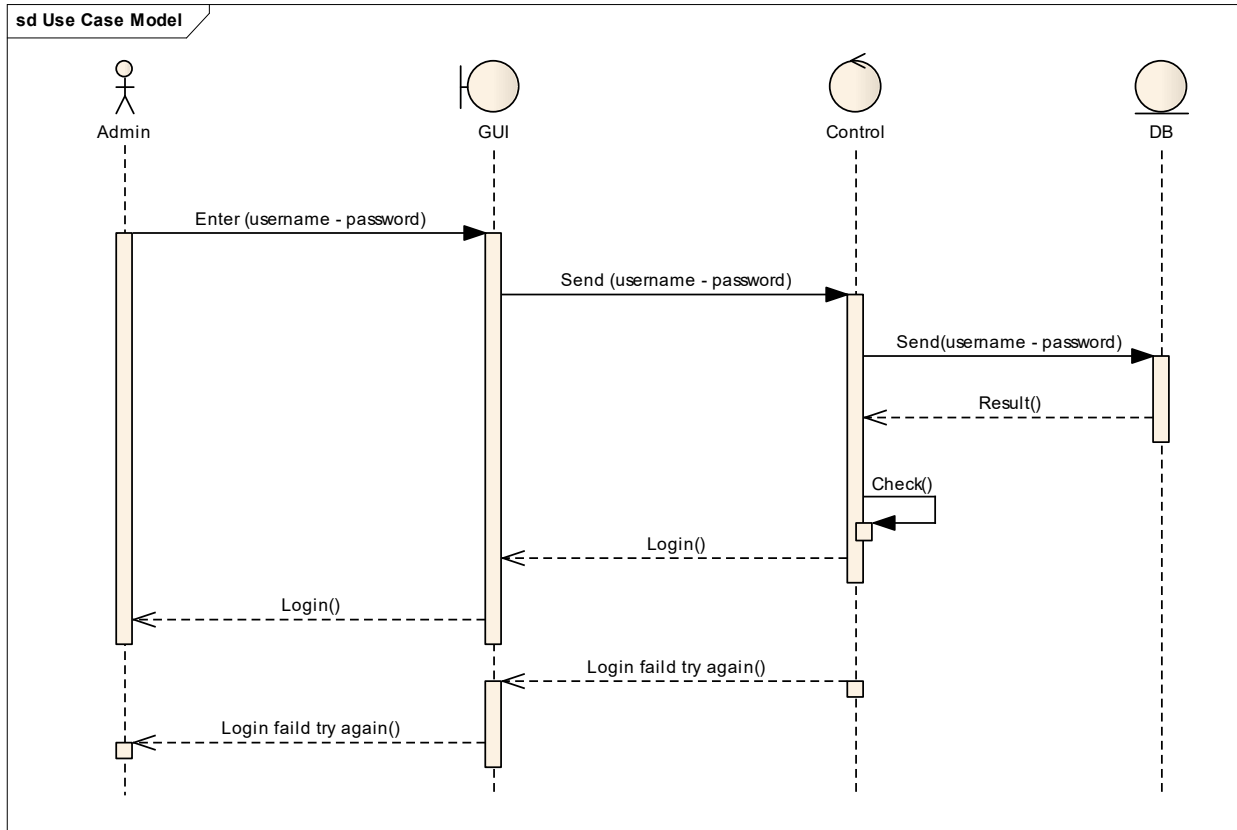 sd Use Case Model
Admin
GUI
Control
DB
Enter (username - password)
Send (username - password)
Send(username - password)
Result()
Check()
Login()
Login()
Login faild try again()
Login faild try again()